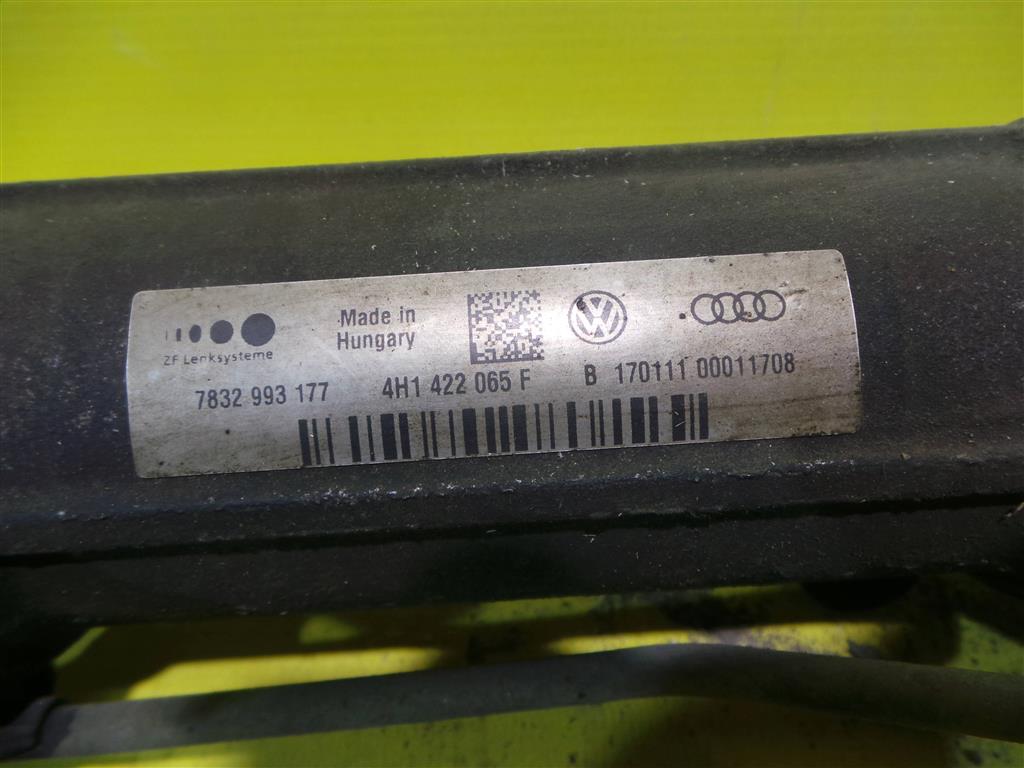 ZF Lenksysteme
Made in
Hungary
7832 993 177 4H1 422 065 F B 170111 00011708